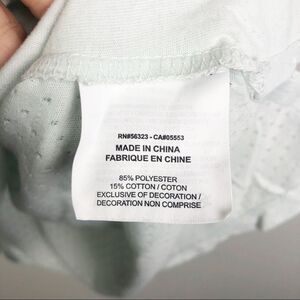 RN#56323 - CA#05553
MADE IN CHINA
FABRIQUE EN CHINE
85% POLYESTER
15% COTTON / COTON
EXCLUSIVE OF DECORATION /
DECORATION NON COMPRISE